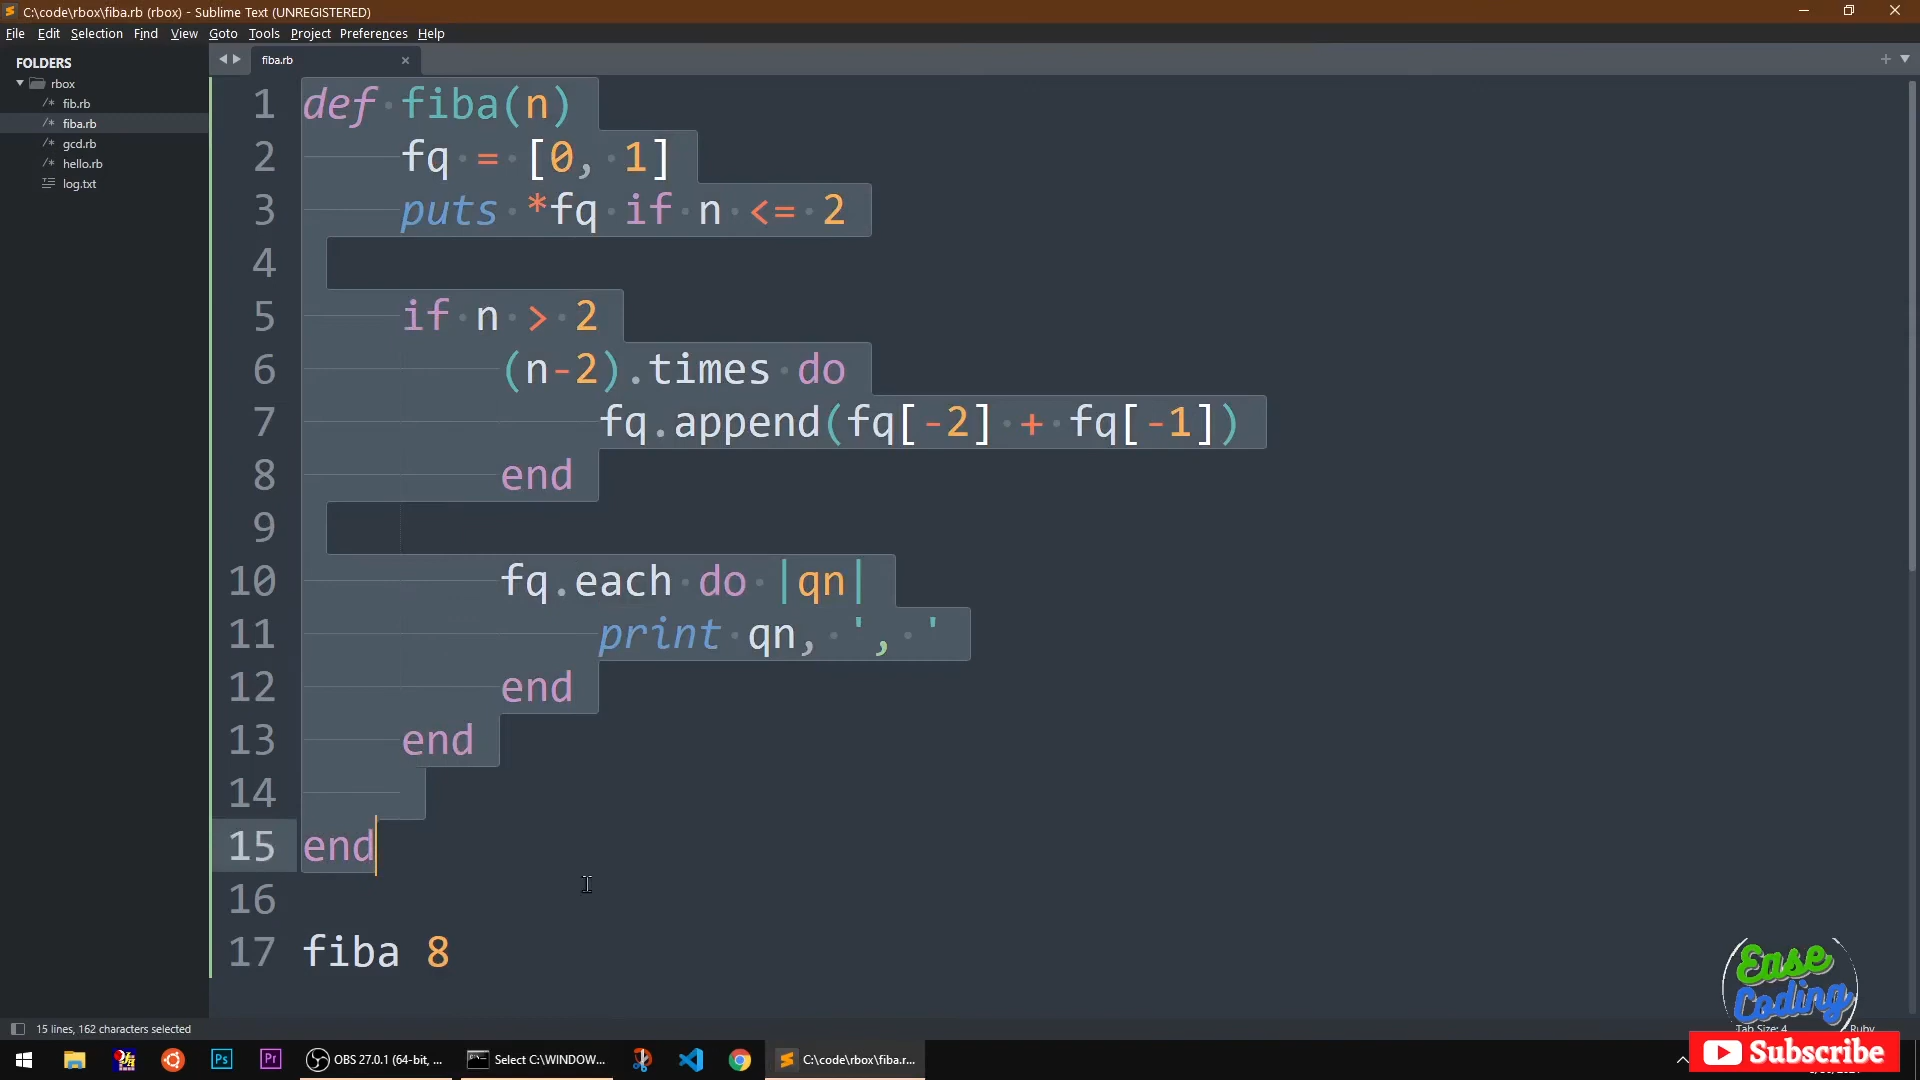 C:\code\rbox\fiba.rb (rbox) - Sublime Text (UNREGISTERED)
File Edit Selection Find View Goto Tools Project Preferences Help
FOLDERS
rbox
fib.rb
fiba.rb
gcd.rb
hello.rb
log.txt
fiba.rb
1 def fiba(n)
2 fq = [0, 1]
3 puts *fq if n <= 2
4
5 if n > 2
6 (n-2).times do
7 fq.append(fq[-2] + fq[-1])
8 end
9
10 fq.each do |qn|
11 print qn, ', '
12 end
13 end
14
15 end
16
17 fiba 8
Ease
Coding
15 lines, 162 characters selected
Tab Size: 4
Ruby
OBS 27.0.1 (64-bit, ...
Select C:\WINDOW...
C:\code\rbox\fiba.r...
Subscribe